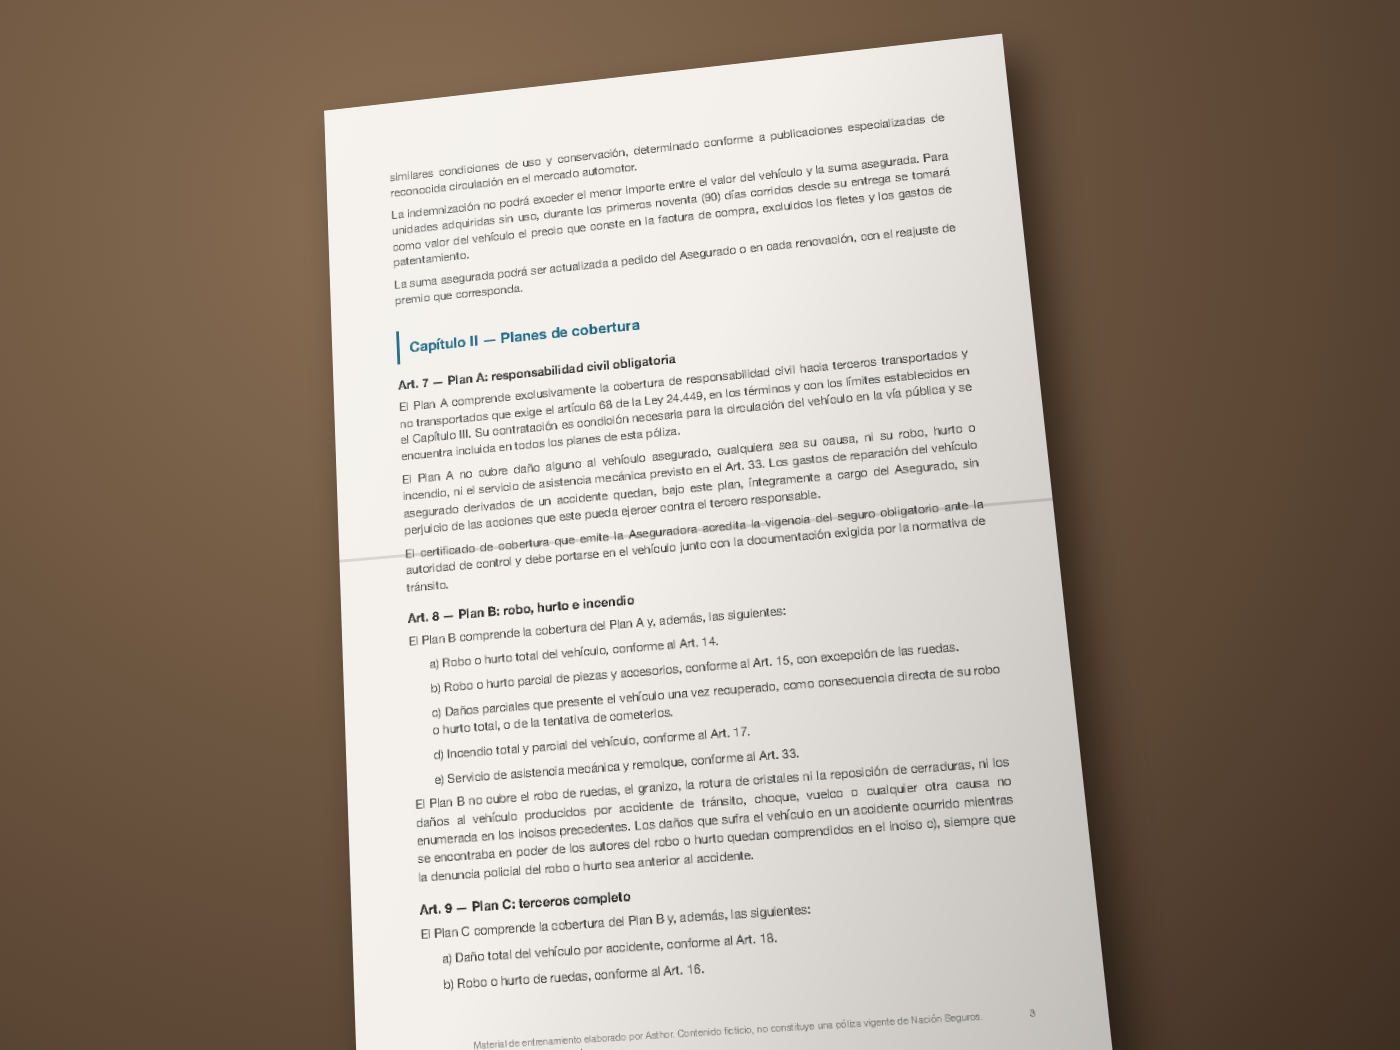 similares condiciones de uso y conservación, determinado conforme a publicaciones especializadas de
reconocida circulación en el mercado automotor.
La indemnización no podrá exceder el menor importe entre el valor del vehículo y la suma asegurada. Para
unidades adquiridas sin uso, durante los primeros noventa (90) días corridos desde su entrega se tomará
como valor del vehículo el precio que conste en la factura de compra, excluidos los fletes y los gastos de
patentamiento.
La suma asegurada podrá ser actualizada a pedido del Asegurado o en cada renovación, con el reajuste de
premio que corresponda.
Capítulo II — Planes de cobertura
Art. 7 — Plan A: responsabilidad civil obligatoria
El Plan A comprende exclusivamente la cobertura de responsabilidad civil hacia terceros transportados y
no transportados que exige el artículo 68 de la Ley 24.449, en los términos y con los límites establecidos en
el Capítulo III. Su contratación es condición necesaria para la circulación del vehículo en la vía pública y se
encuentra incluida en todos los planes de esta póliza.
El Plan A no cubre daño alguno al vehículo asegurado, cualquiera sea su causa, ni su robo, hurto o
incendio, ni el servicio de asistencia mecánica previsto en el Art. 33. Los gastos de reparación del vehículo
asegurado derivados de un accidente quedan, bajo este plan, íntegramente a cargo del Asegurado, sin
perjuicio de las acciones que este pueda ejercer contra el tercero responsable.
El certificado de cobertura que emite la Aseguradora acredita la vigencia del seguro obligatorio ante la
autoridad de control y debe portarse en el vehículo junto con la documentación exigida por la normativa de
tránsito.
Art. 8 — Plan B: robo, hurto e incendio
El Plan B comprende la cobertura del Plan A y, además, las siguientes:
a) Robo o hurto total del vehículo, conforme al Art. 14.
b) Robo o hurto parcial de piezas y accesorios, conforme al Art. 15, con excepción de las ruedas.
c) Daños parciales que presente el vehículo una vez recuperado, como consecuencia directa de su robo
o hurto total, o de la tentativa de cometerlos.
d) Incendio total y parcial del vehículo, conforme al Art. 17.
e) Servicio de asistencia mecánica y remolque, conforme al Art. 33.
El Plan B no cubre el robo de ruedas, el granizo, la rotura de cristales ni la reposición de cerraduras, ni los
daños al vehículo producidos por accidente de tránsito, choque, vuelco o cualquier otra causa no
enumerada en los incisos precedentes. Los daños que sufra el vehículo en un accidente ocurrido mientras
se encontraba en poder de los autores del robo o hurto quedan comprendidos en el inciso c), siempre que
la denuncia policial del robo o hurto sea anterior al accidente.
Art. 9 — Plan C: terceros completo
El Plan C comprende la cobertura del Plan B y, además, las siguientes:
a) Daño total del vehículo por accidente, conforme al Art. 18.
b) Robo o hurto de ruedas, conforme al Art. 16.
Material de entrenamiento elaborado por Asthor. Contenido ficticio, no constituye una póliza vigente de Nación Seguros.
3